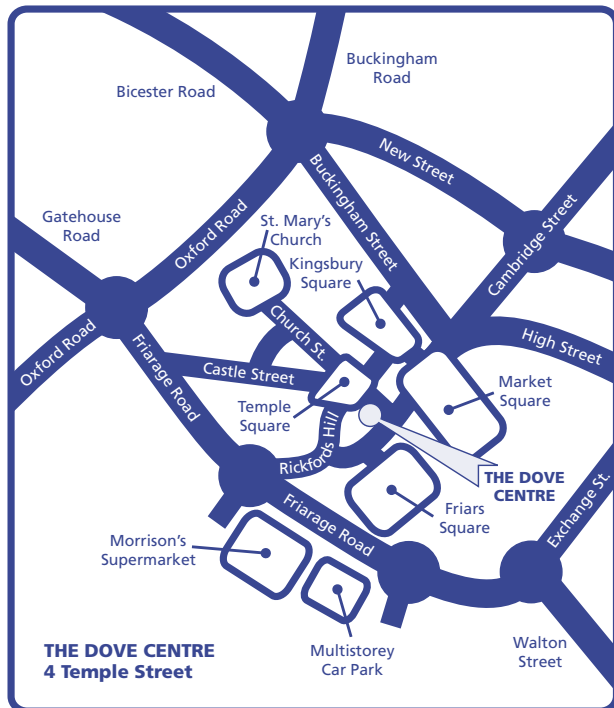 Buckingham
Road
Bicester Road
New Street
Buckingham Street
Cambridge Street
Gatehouse
Road
Oxford Road
St. Mary's
Church
Kingsbury
Square
Church St.
High Street
Oxford Road
Friarage Road
Castle Street
Market
Square
Temple
Square
Rickfords Hill
THE DOVE
CENTRE
Exchange St.
Friars
Square
Friarage Road
Morrison's
Supermarket
THE DOVE CENTRE
4 Temple Street
Multistorey
Car Park
Walton
Street